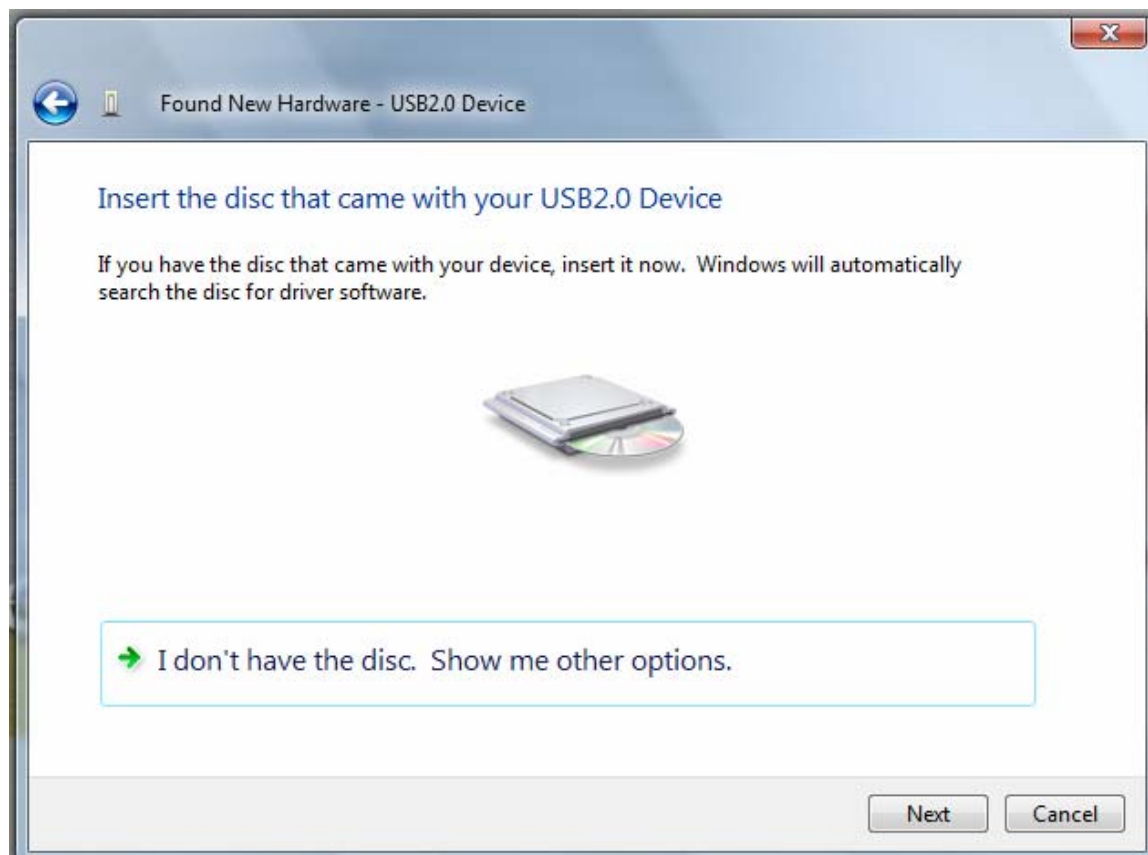 Found New Hardware - USB2.0 Device
Insert the disc that came with your USB2.0 Device
If you have the disc that came with your device, insert it now.  Windows will automatically
search the disc for driver software.
I don't have the disc.  Show me other options.
Next
Cancel